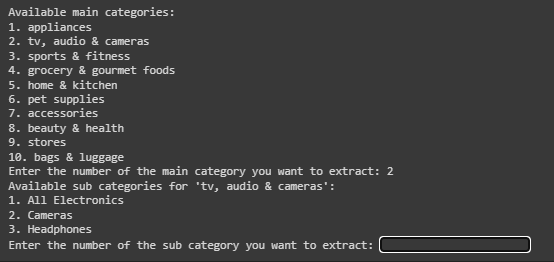 Available main categories:
1. appliances
2. tv, audio & cameras
3. sports & fitness
4. grocery & gourmet foods
5. home & kitchen
6. pet supplies
7. accessories
8. beauty & health
9. stores
10. bags & luggage
Enter the number of the main category you want to extract: 2
Available sub categories for 'tv, audio & cameras':
1. All Electronics
2. Cameras
3. Headphones
Enter the number of the sub category you want to extract: